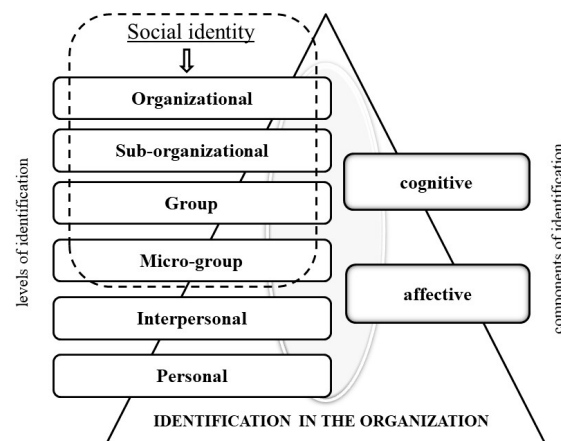 Social identity
Organizational
Sub-organizational
Group
Micro-group
Interpersonal
Personal
cognitive
affective
levels of identification
components of identification
IDENTIFICATION IN THE ORGANIZATION